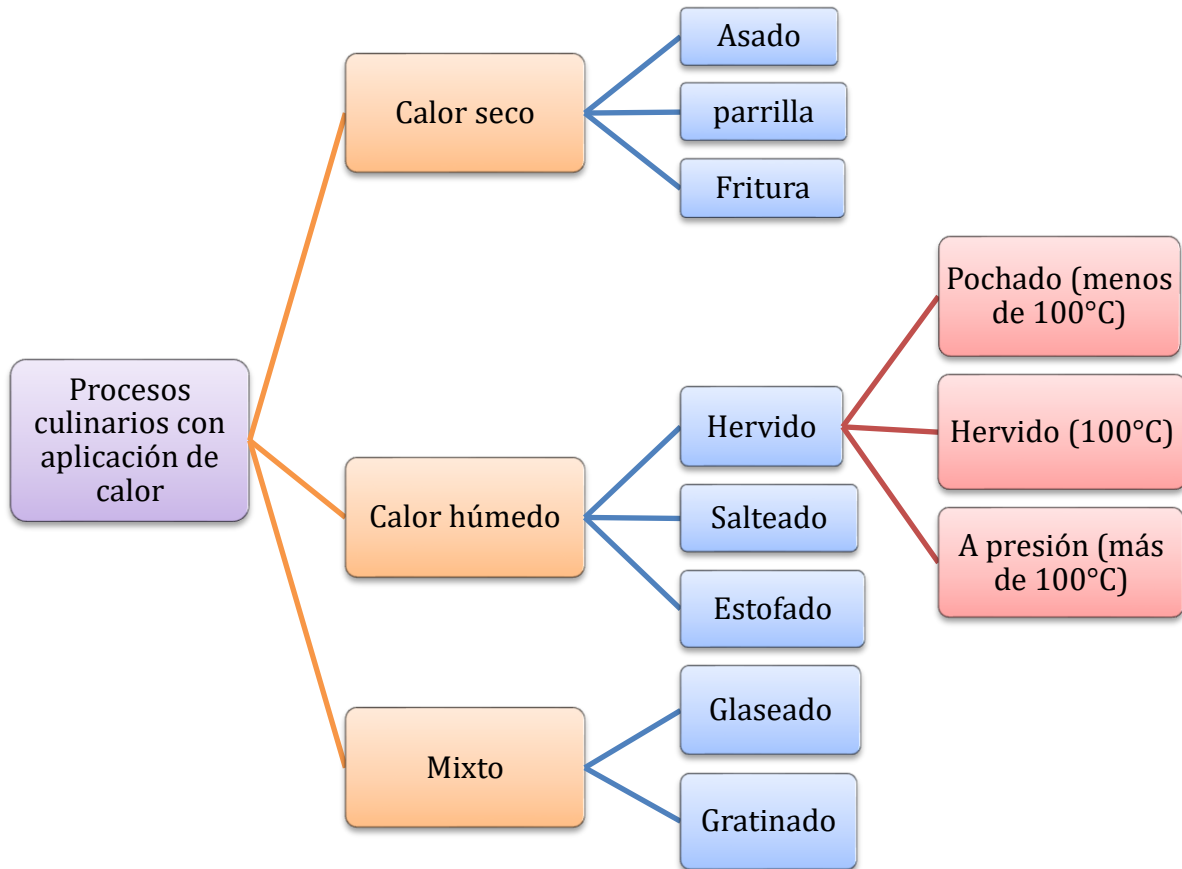 Asado
Calor seco
parrilla
Fritura
Procesos
culinarios con
aplicación de
calor
Calor húmedo
Hervido
Pochado (menos
de 100°C)
Hervido (100°C)
A presión (más
de 100°C)
Salteado
Estofado
Mixto
Glaseado
Gratinado